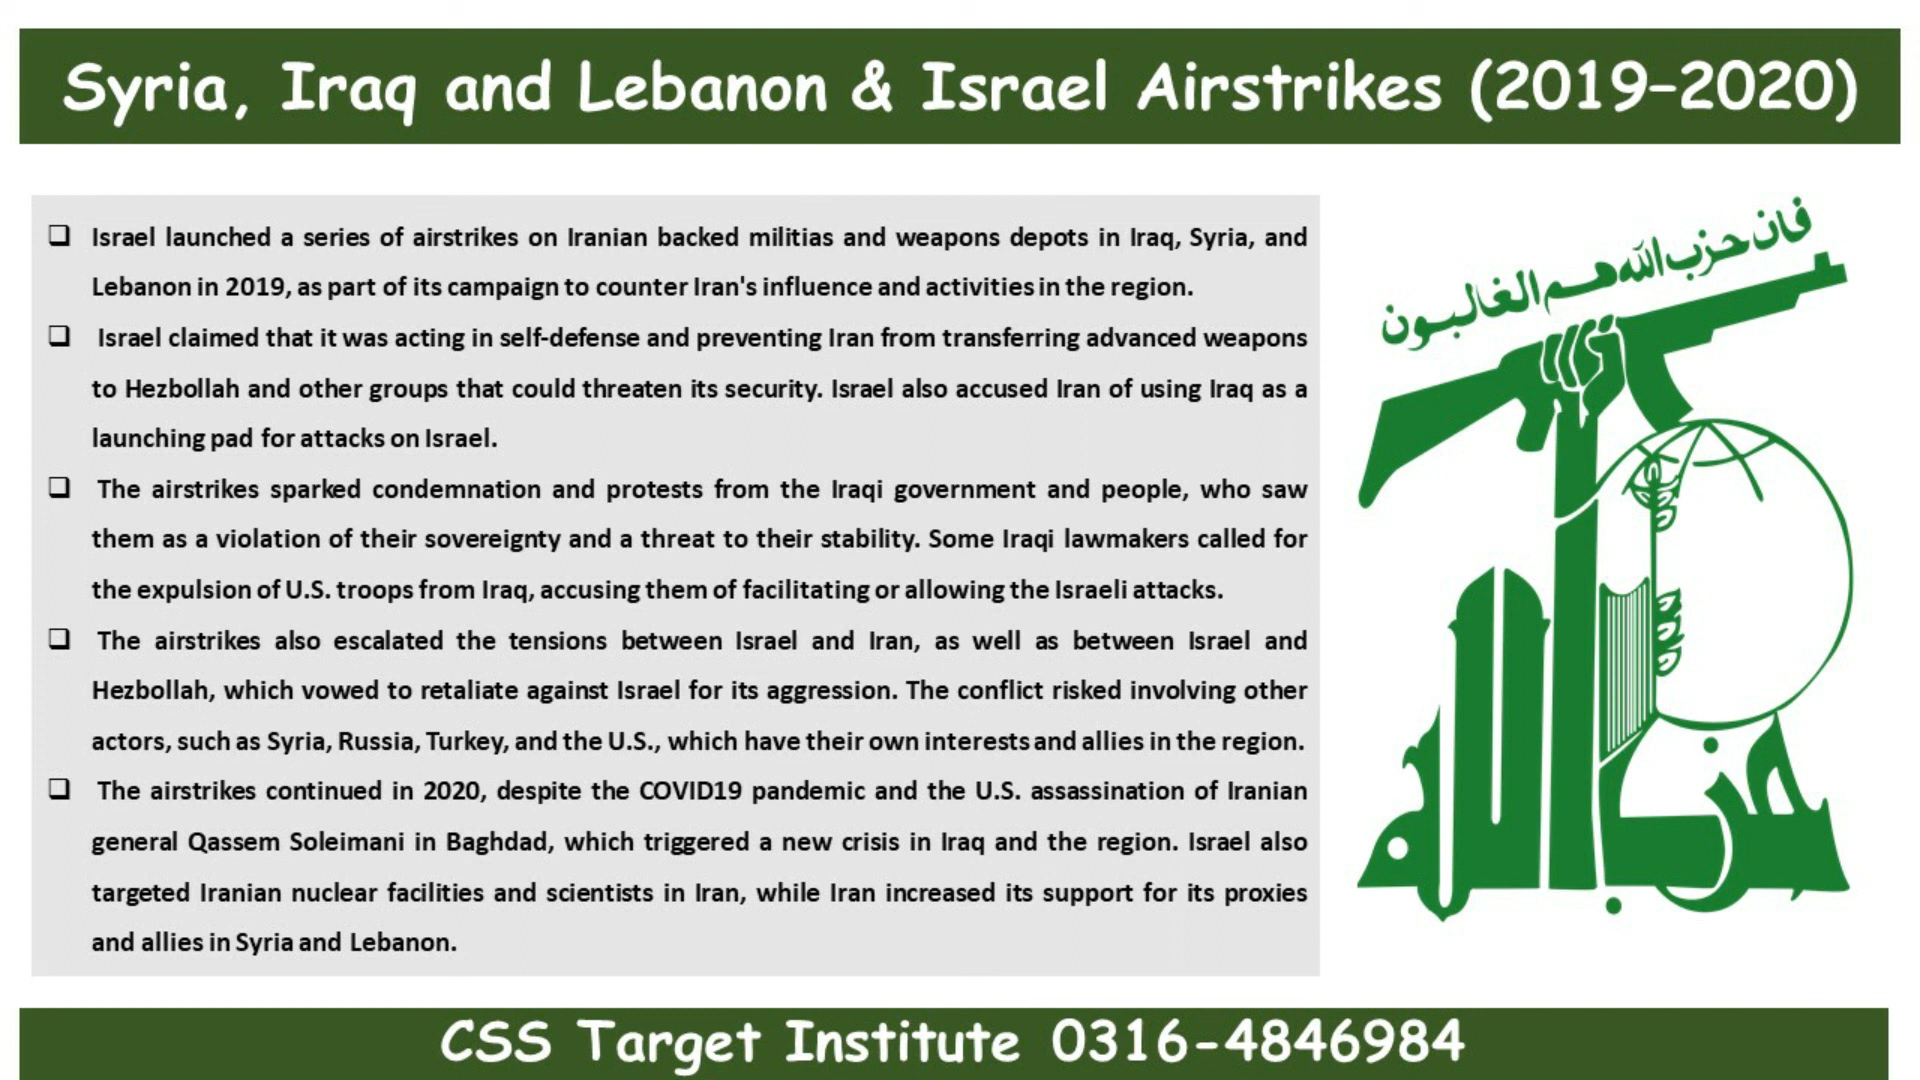 Syria, Iraq and Lebanon & Israel Airstrikes (2019–2020)
❑ Israel launched a series of airstrikes on Iranian backed militias and weapons depots in Iraq, Syria, and
Lebanon in 2019, as part of its campaign to counter Iran's influence and activities in the region.
❑ Israel claimed that it was acting in self-defense and preventing Iran from transferring advanced weapons
to Hezbollah and other groups that could threaten its security. Israel also accused Iran of using Iraq as a
launching pad for attacks on Israel.
❑ The airstrikes sparked condemnation and protests from the Iraqi government and people, who saw
them as a violation of their sovereignty and a threat to their stability. Some Iraqi lawmakers called for
the expulsion of U.S. troops from Iraq, accusing them of facilitating or allowing the Israeli attacks.
❑ The airstrikes also escalated the tensions between Israel and Iran, as well as between Israel and
Hezbollah, which vowed to retaliate against Israel for its aggression. The conflict risked involving other
actors, such as Syria, Russia, Turkey, and the U.S., which have their own interests and allies in the region.
❑ The airstrikes continued in 2020, despite the COVID19 pandemic and the U.S. assassination of Iranian
general Qassem Soleimani in Baghdad, which triggered a new crisis in Iraq and the region. Israel also
targeted Iranian nuclear facilities and scientists in Iran, while Iran increased its support for its proxies
and allies in Syria and Lebanon.
فان حزب الله هم الغالبون
حزب الله
CSS Target Institute 0316-4846984